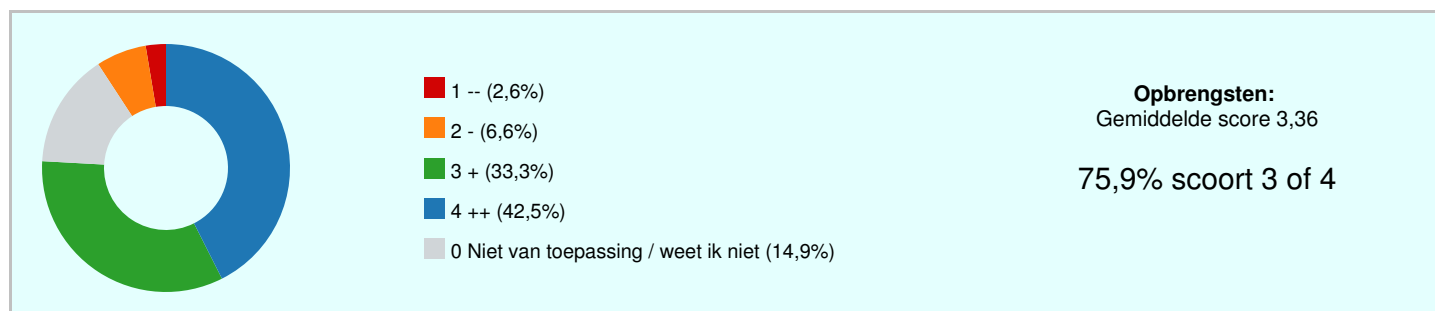 1 -- (2,6%)
2 - (6,6%)
3 + (33,3%)
4 ++ (42,5%)
0 Niet van toepassing / weet ik niet (14,9%)
Opbrengsten:
Gemiddelde score 3,36
75,9% scoort 3 of 4